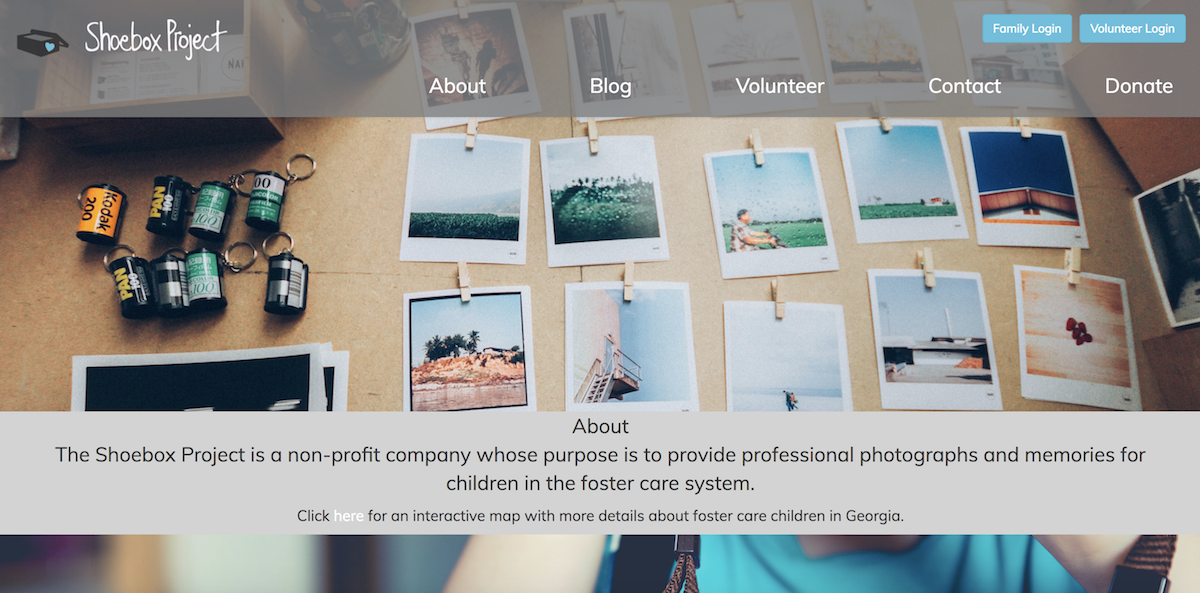 Shoebox Project
Family Login
Volunteer Login
About
Blog
Volunteer
Contact
Donate
Kodak
200
PAN
100
100
100
PAN
100
100
About
The Shoebox Project is a non-profit company whose purpose is to provide professional photographs and memories for
children in the foster care system.
Click here for an interactive map with more details about foster care children in Georgia.